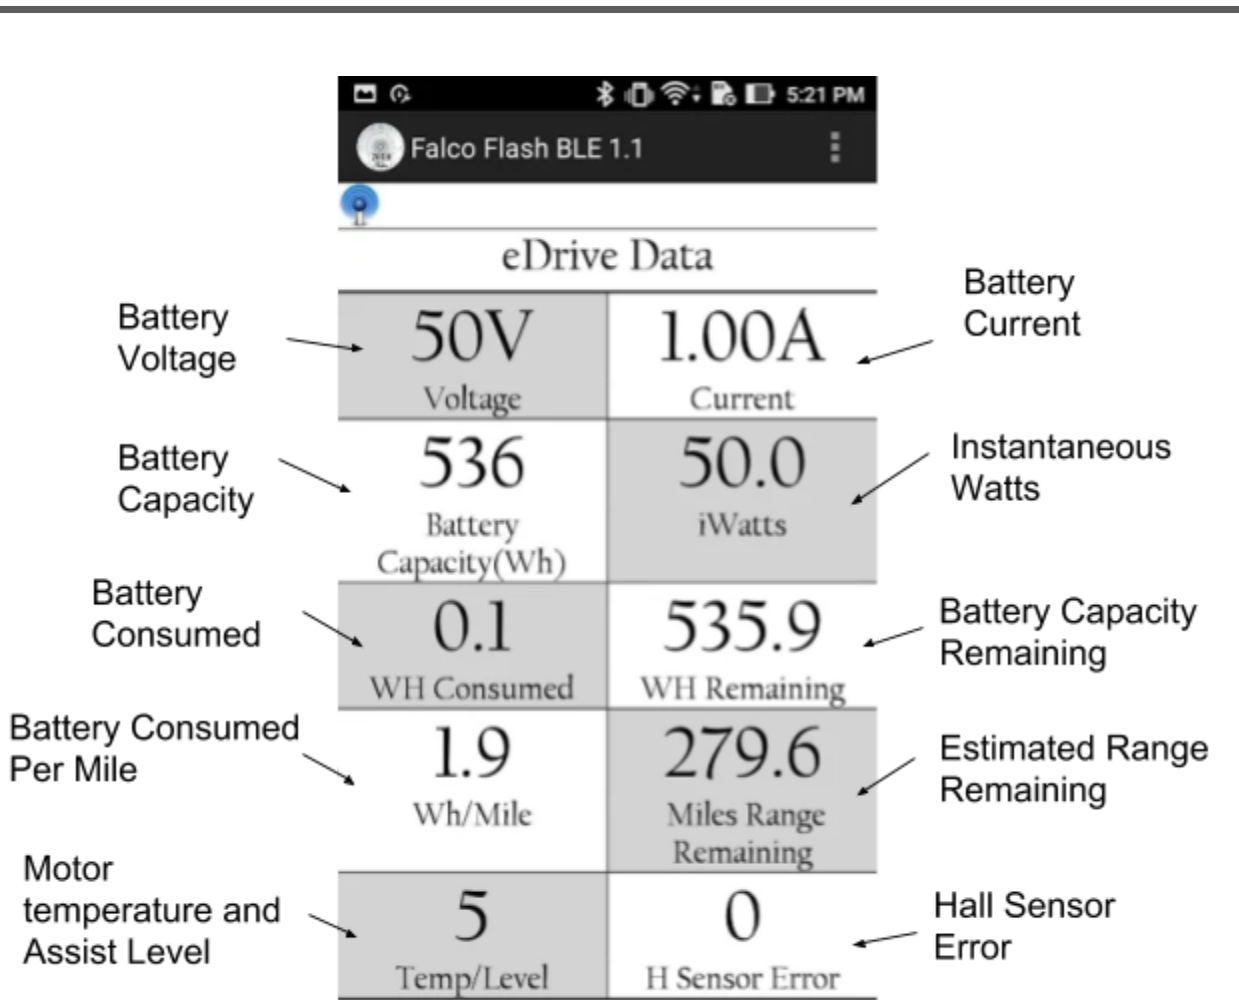 5:21 PM
Falco Flash BLE 1.1
eDrive Data
Battery
Voltage
50V
Voltage
1.00A
Current
Battery
Current
Battery
Capacity
536
Battery
Capacity(Wh)
50.0
iWatts
Instantaneous
Watts
Battery
Consumed
0.1
WH Consumed
535.9
WH Remaining
Battery Capacity
Remaining
Battery Consumed
Per Mile
1.9
Wh/Mile
279.6
Miles Range
Remaining
Estimated Range
Remaining
Motor
temperature and
Assist Level
5
Temp/Level
0
H Sensor Error
Hall Sensor
Error